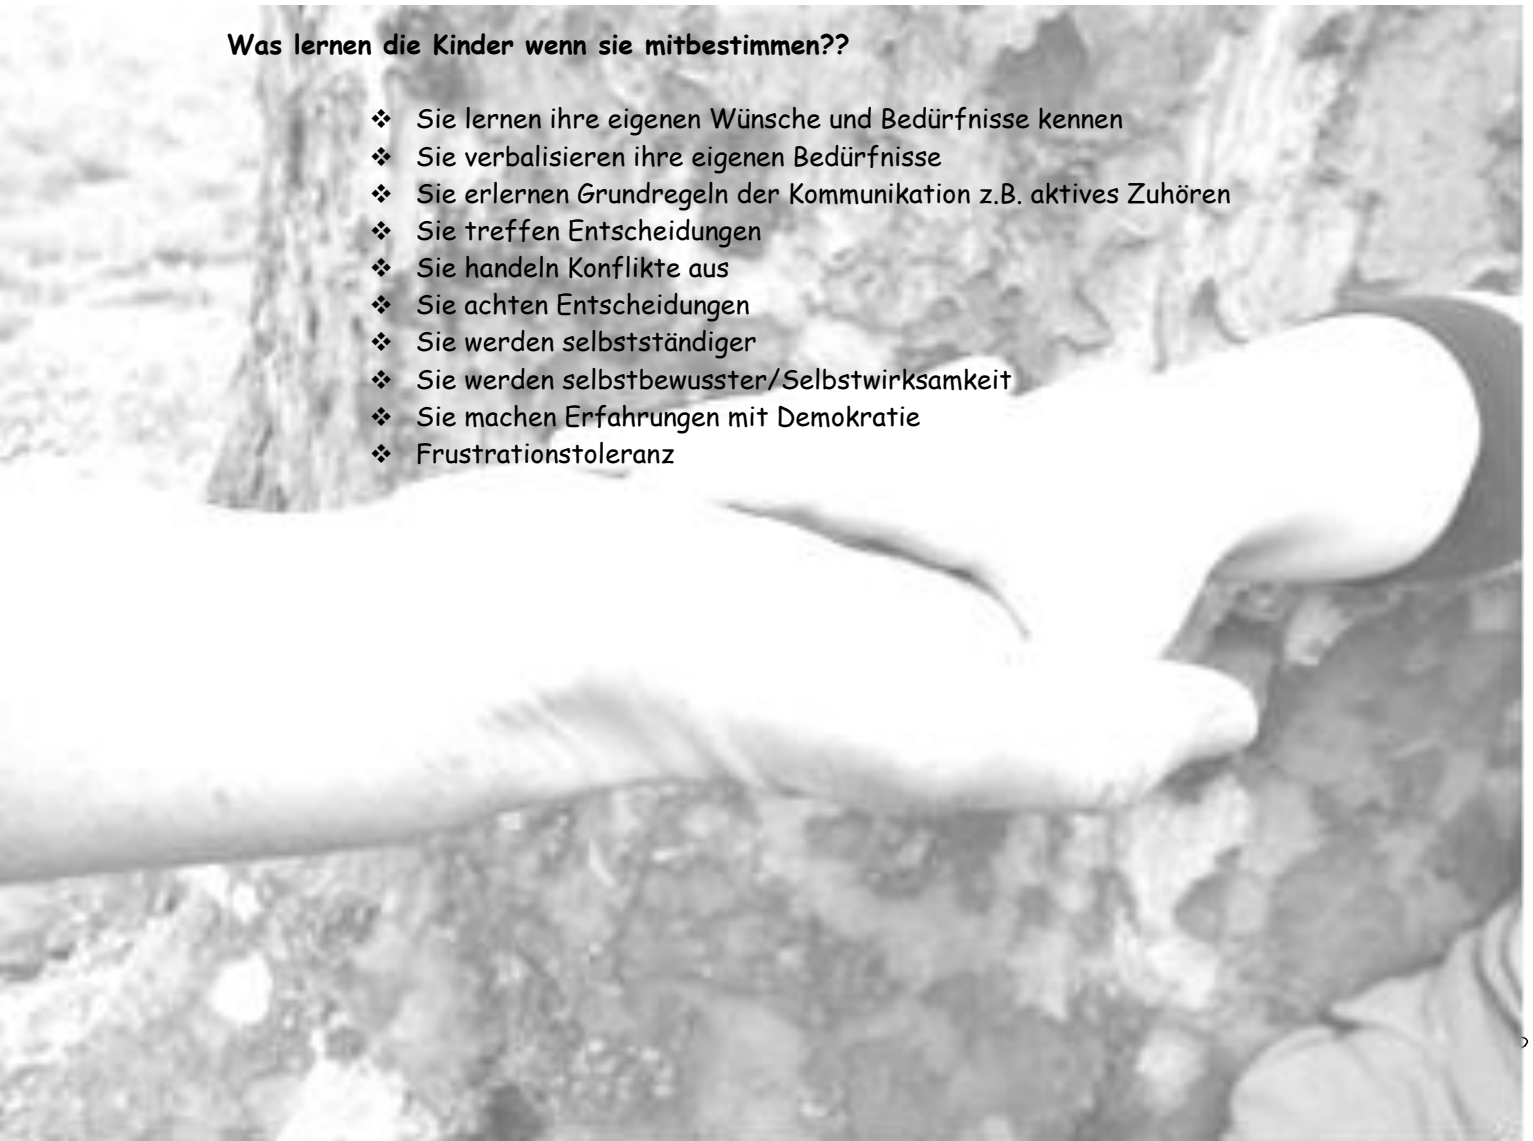 Was lernen die Kinder wenn sie mitbestimmen??
❖ Sie lernen ihre eigenen Wünsche und Bedürfnisse kennen
❖ Sie verbalisieren ihre eigenen Bedürfnisse
❖ Sie erlernen Grundregeln der Kommunikation z.B. aktives Zuhören
❖ Sie treffen Entscheidungen
❖ Sie handeln Konflikte aus
❖ Sie achten Entscheidungen
❖ Sie werden selbstständiger
❖ Sie werden selbstbewusster/Selbstwirksamkeit
❖ Sie machen Erfahrungen mit Demokratie
❖ Frustrationstoleranz